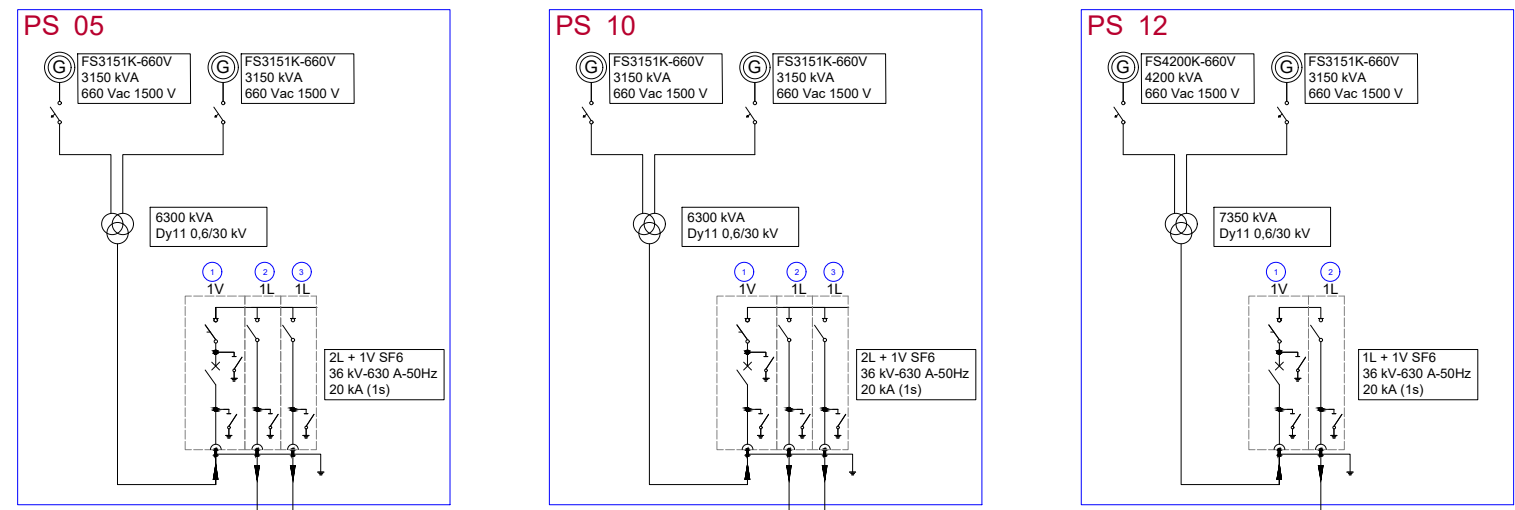 PS 05
G
FS3151K-660V
3150 kVA
660 Vac 1500 V
G
FS3151K-660V
3150 kVA
660 Vac 1500 V
6300 kVA
Dy11 0,6/30 kV
1
2
3
1V
1L
1L
2L + 1V SF6
36 kV-630 A-50Hz
20 kA (1s)
PS 10
G
FS3151K-660V
3150 kVA
660 Vac 1500 V
G
FS3151K-660V
3150 kVA
660 Vac 1500 V
6300 kVA
Dy11 0,6/30 kV
1
2
3
1V
1L
1L
2L + 1V SF6
36 kV-630 A-50Hz
20 kA (1s)
PS 12
G
FS4200K-660V
4200 kVA
660 Vac 1500 V
G
FS3151K-660V
3150 kVA
660 Vac 1500 V
7350 kVA
Dy11 0,6/30 kV
1
2
1V
1L
1L + 1V SF6
36 kV-630 A-50Hz
20 kA (1s)